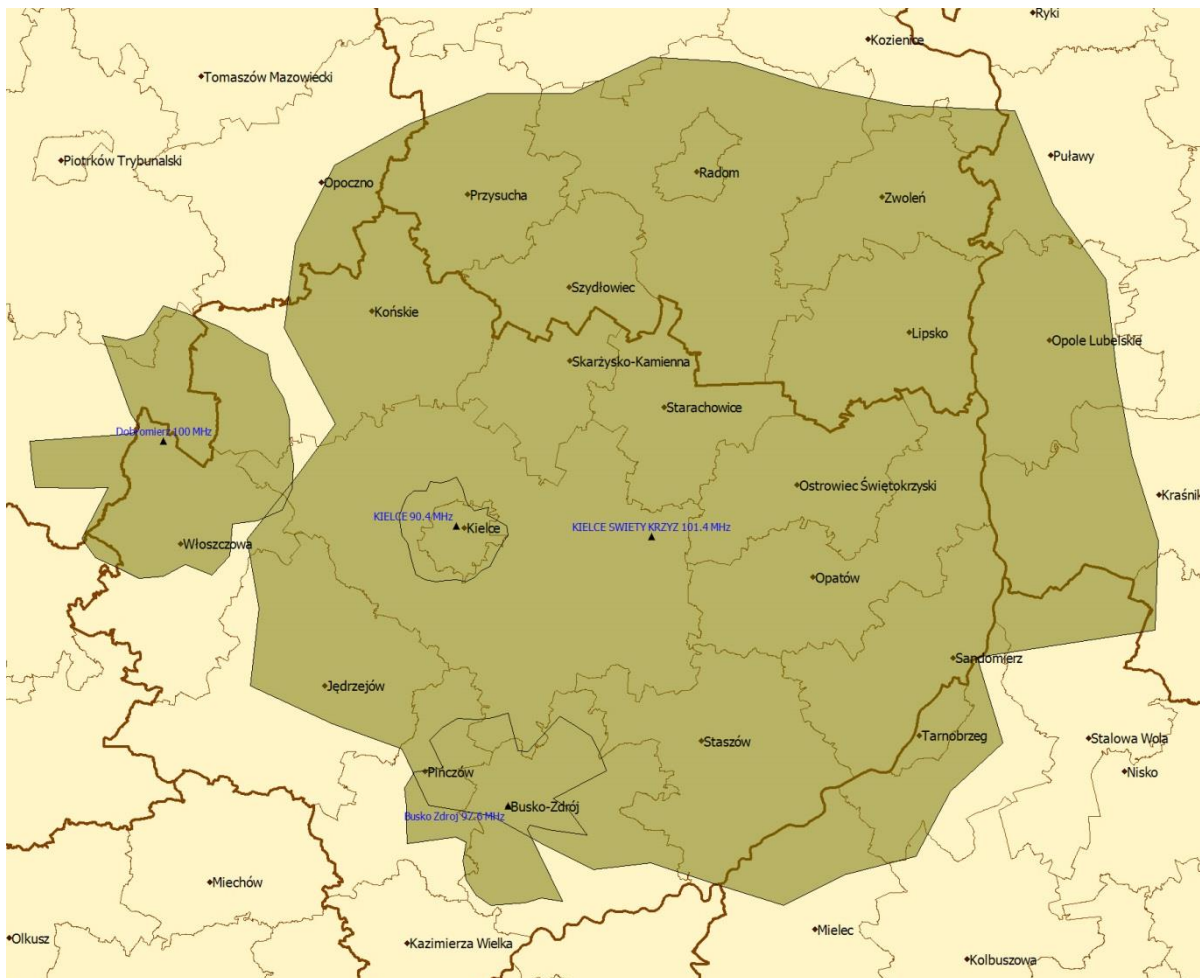 Ryki
Kozienice
Tomaszów Mazowiecki
Piotrków Trybunalski
Puławy
Radom
Opoczno
Przysucha
Zwoleń
Szydłowiec
Końskie
Lipsko
Opole Lubelskie
Skarżysko-Kamienna
Starachowice
Dobromierz 100 MHz
Ostrowiec Świętokrzyski
Kraśnik
KIELCE 90.4 MHz
Kielce
KIELCE SWIETY KRZYZ 101.4 MHz
Włoszczowa
Opatów
Sandomierz
Jędrzejów
Staszów
Tarnobrzeg
Stalowa Wola
Pińczów
Nisko
Busko-Zdrój
Busko Zdroj 97.6 MHz
Miechów
Mielec
Olkusz
Kazimierza Wielka
Kolbuszowa